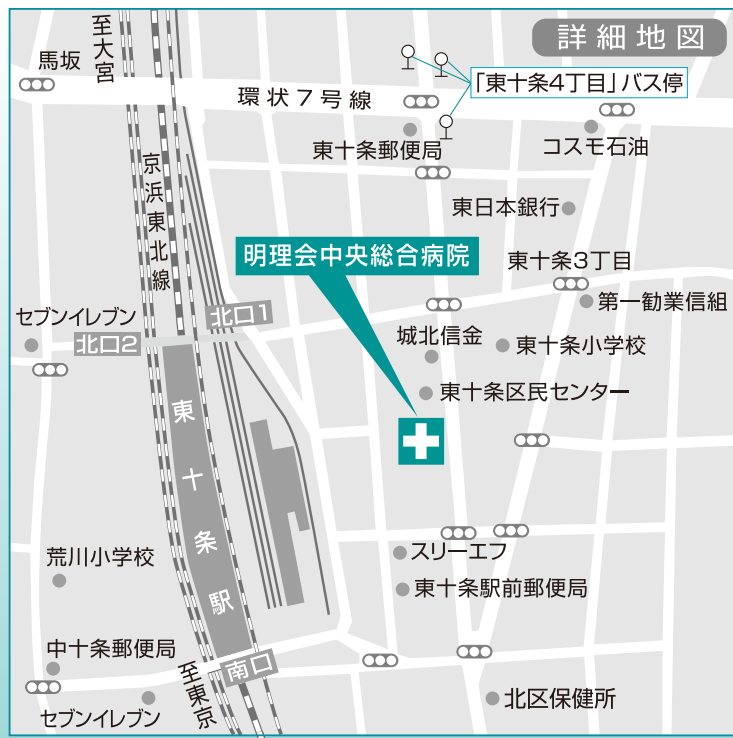 詳細地図
至大宮
馬坂
「東十条4丁目」バス停
環状7号線
東十条郵便局
コスモ石油
京浜東北線
東日本銀行
明理会中央総合病院
東十条3丁目
北口1
第一勧業信組
セブンイレブン
北口2
城北信金
東十条小学校
東十条区民センター
東十条駅
スリーエフ
荒川小学校
東十条駅前郵便局
中十条郵便局
南口
至東京
セブンイレブン
北区保健所